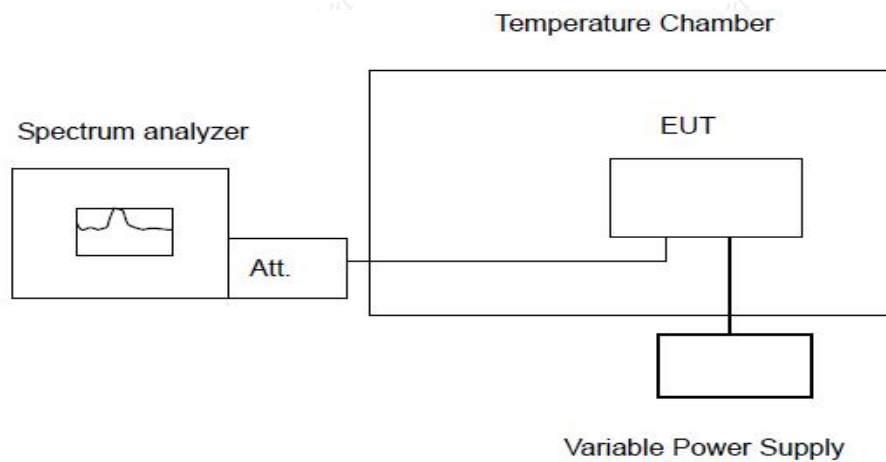 Temperature Chamber
Spectrum analyzer
EUT
Att.
Variable Power Supply